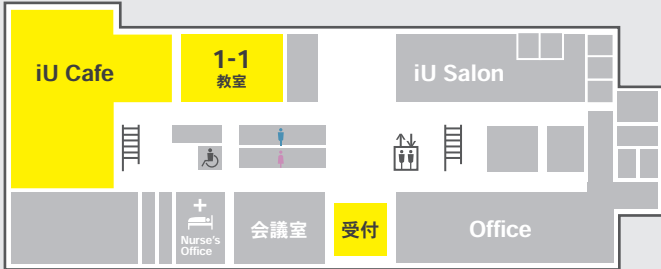 iU Cafe
1-1
教室
iU Salon
Nurse's
Office
会議室
受付
Office